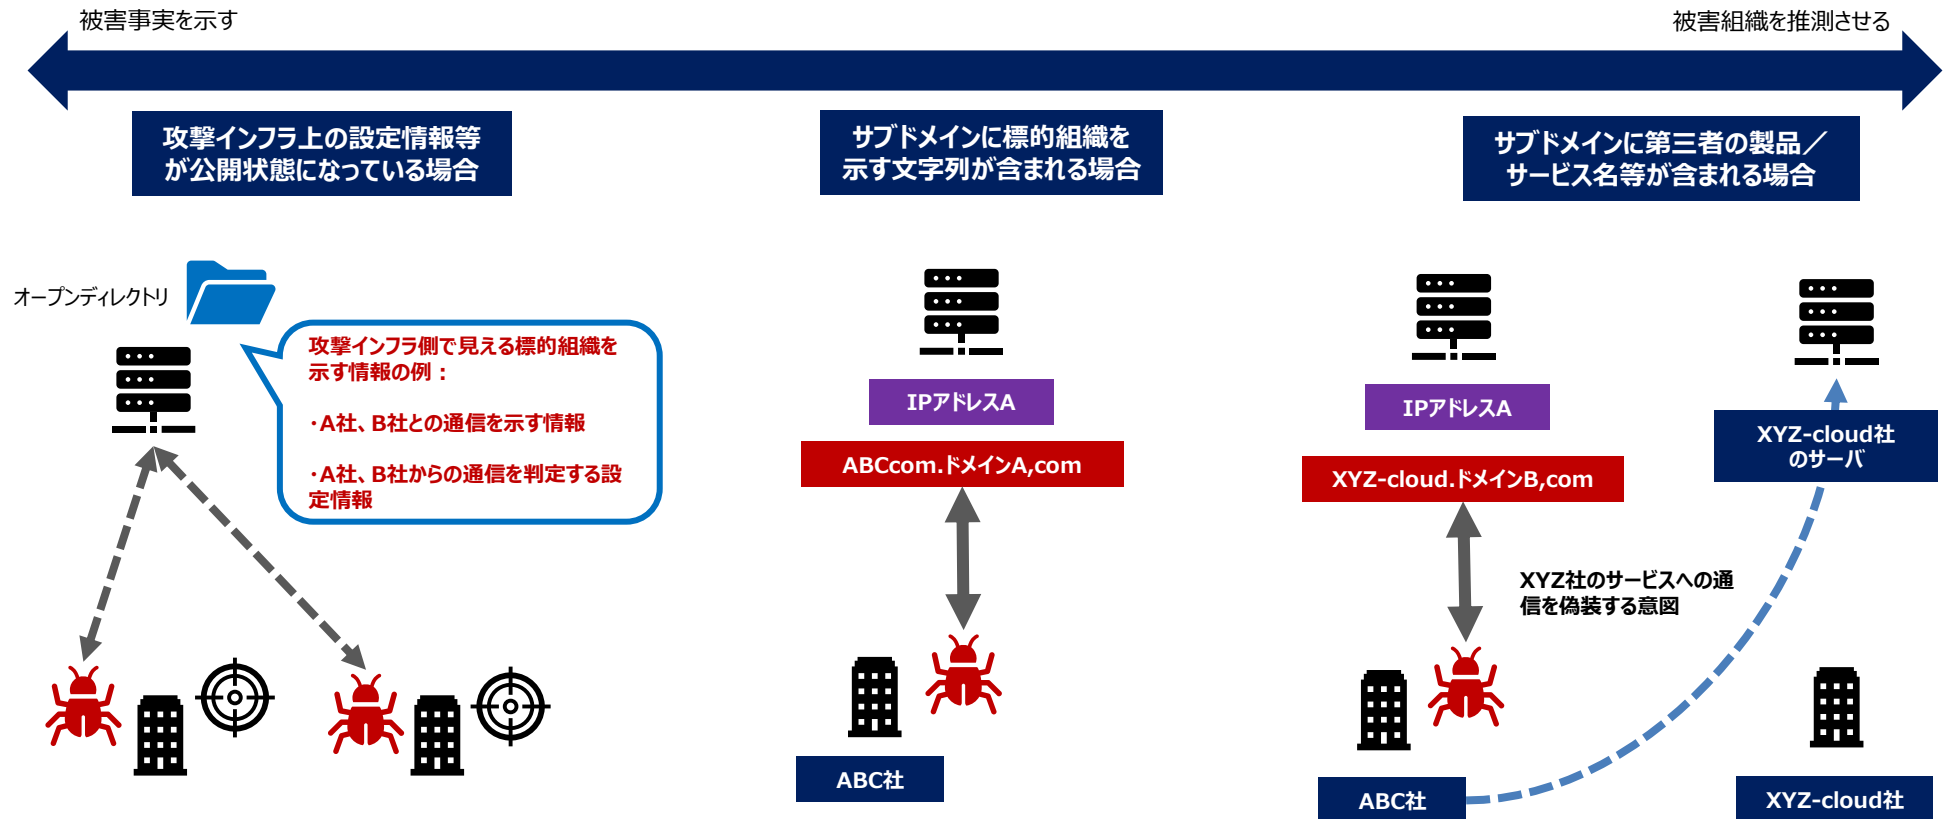 被害事実を示す
被害組織を推測させる
攻撃インフラ上の設定情報等
が公開状態になっている場合
サブドメインに標的組織を
示す文字列が含まれる場合
サブドメインに第三者の製品／
サービス名等が含まれる場合
オープンディレクトリ
攻撃インフラ側で見える標的組織を
示す情報の例：
・A社、B社との通信を示す情報
・A社、B社からの通信を判定する設
定情報
IPアドレスA
ABCcom.ドメインA,com
ABC社
IPアドレスA
XYZ-cloud.ドメインB,com
XYZ社のサービスへの通
信を偽装する意図
ABC社
XYZ-cloud社
のサーバ
XYZ-cloud社